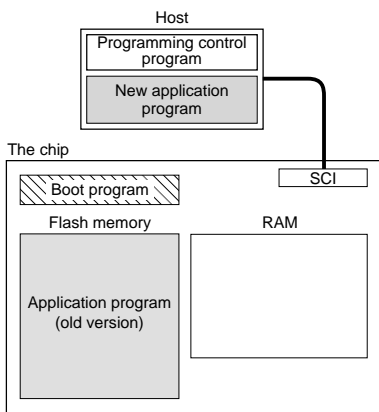 Host
Programming control
program
New application
program
The chip
SCI
Boot program
Flash memory
RAM
Application program
(old version)